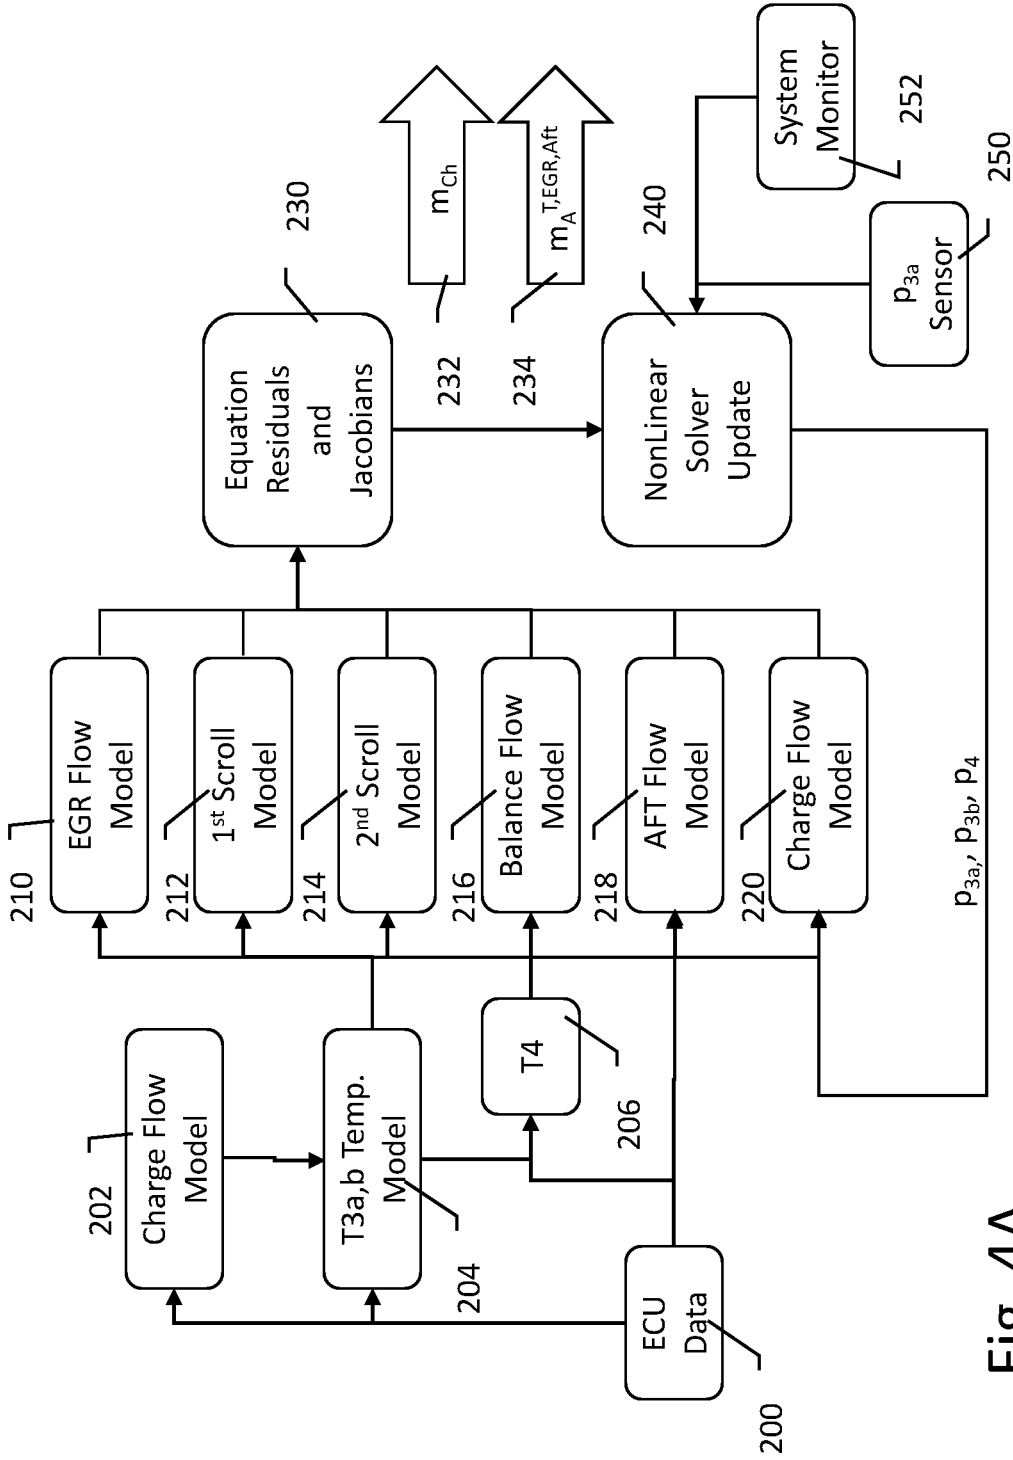 ECU
Data
200
Charge Flow
Model
202
T3a,b Temp.
Model
204
T4
206
EGR Flow
Model
210
1st Scroll
Model
212
2nd Scroll
Model
214
Balance Flow
Model
216
AFT Flow
Model
218
Charge Flow
Model
220
Equation
Residuals
and
Jacobians
230
mCh
232
mA^T,EGR,Aft
234
NonLinear
Solver
Update
240
p3a
Sensor
250
System
Monitor
252
p3a,, p3b, p4
Fig. 4A